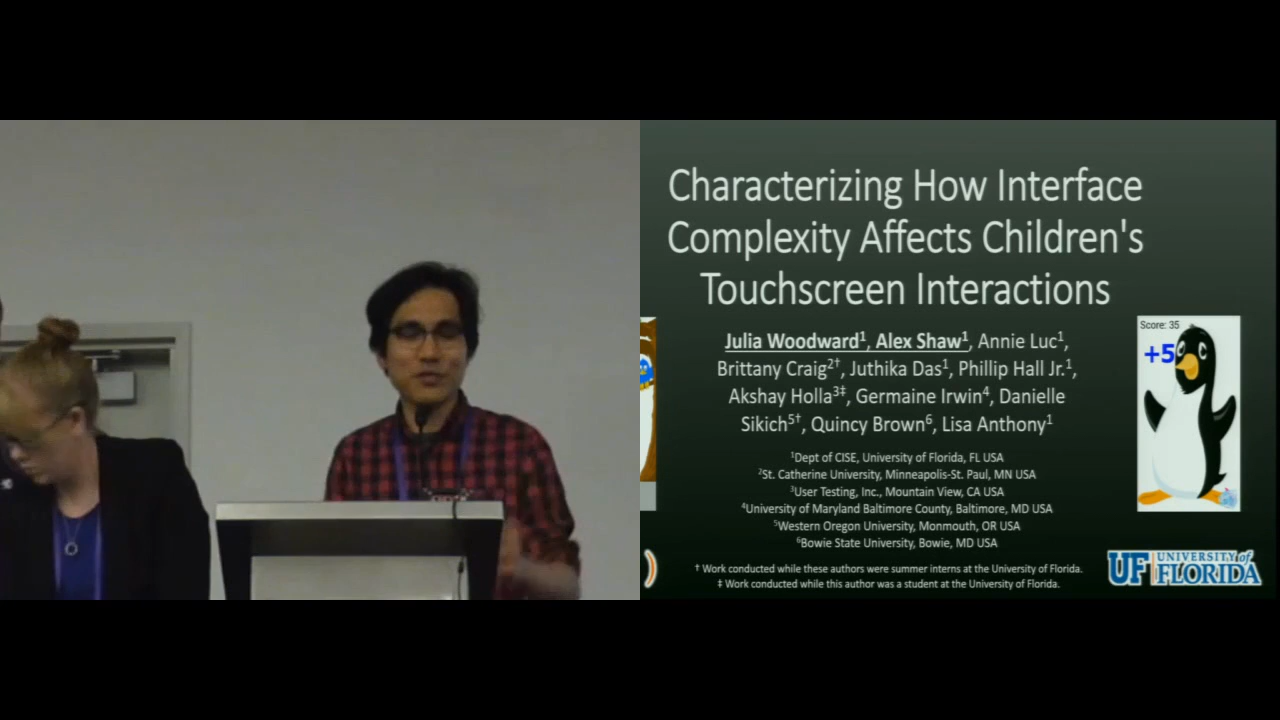 Characterizing How Interface
Complexity Affects Children's
Touchscreen Interactions
Julia Woodward¹, Alex Shaw¹, Annie Luc¹,
Brittany Craig²†, Juthika Das¹, Phillip Hall Jr.¹,
Akshay Holla³‡, Germaine Irwin⁴, Danielle
Sikich⁵†, Quincy Brown⁶, Lisa Anthony¹
¹Dept of CISE, University of Florida, FL USA
²St. Catherine University, Minneapolis-St. Paul, MN USA
³User Testing, Inc., Mountain View, CA USA
⁴University of Maryland Baltimore County, Baltimore, MD USA
⁵Western Oregon University, Monmouth, OR USA
⁶Bowie State University, Bowie, MD USA
† Work conducted while these authors were summer interns at the University of Florida.
‡ Work conducted while this author was a student at the University of Florida.
Score: 35
+5
UF UNIVERSITY of
FLORIDA